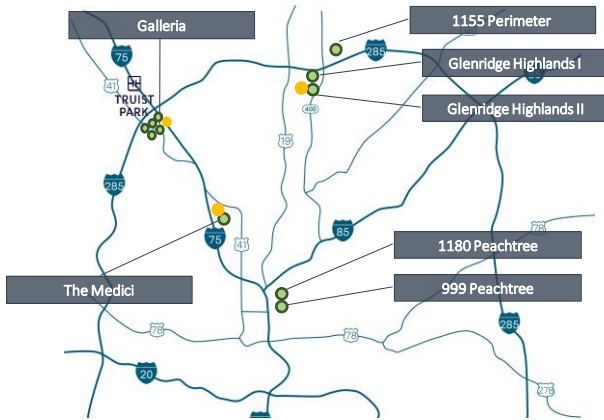 Galleria
1155 Perimeter
75
285
41
Glenridge Highlands I
TRUIST
PARK
400
Glenridge Highlands II
19
285
85
78
75
41
1180 Peachtree
The Medici
999 Peachtree
78
78
285
20
278